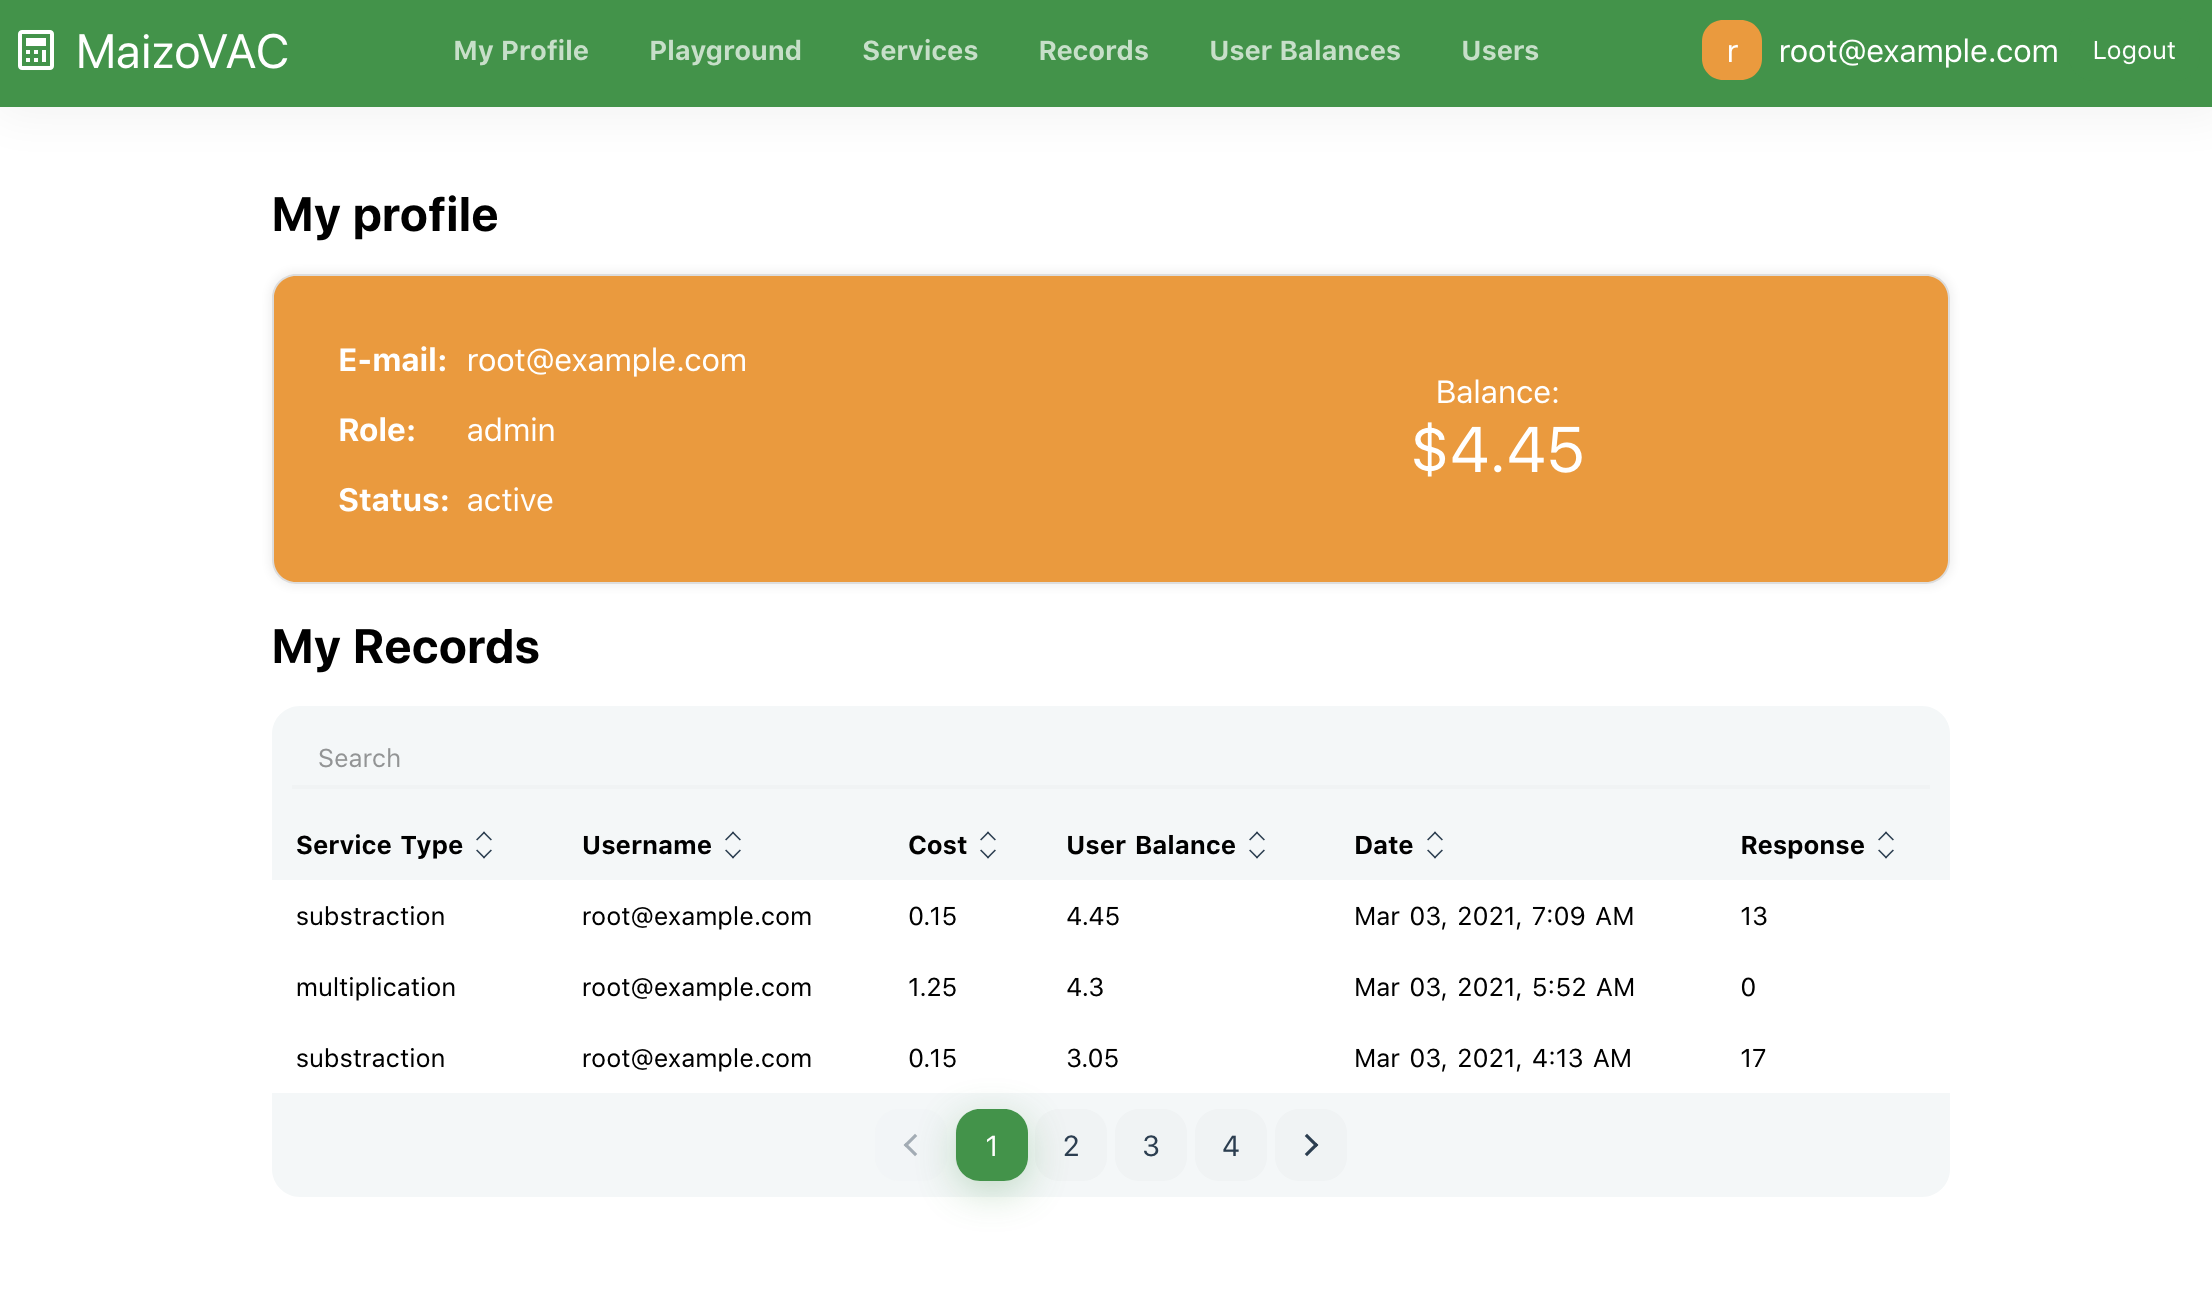 MaizoVAC My Profile Playground Services Records User Balances Users r root@example.com Logout
My profile
E-mail: root@example.com
Role: admin
Status: active
Balance:
$4.45
My Records
Search
Service Type Username Cost User Balance Date Response
substraction root@example.com 0.15 4.45 Mar 03, 2021, 7:09 AM 13
multiplication root@example.com 1.25 4.3 Mar 03, 2021, 5:52 AM 0
substraction root@example.com 0.15 3.05 Mar 03, 2021, 4:13 AM 17
1 2 3 4